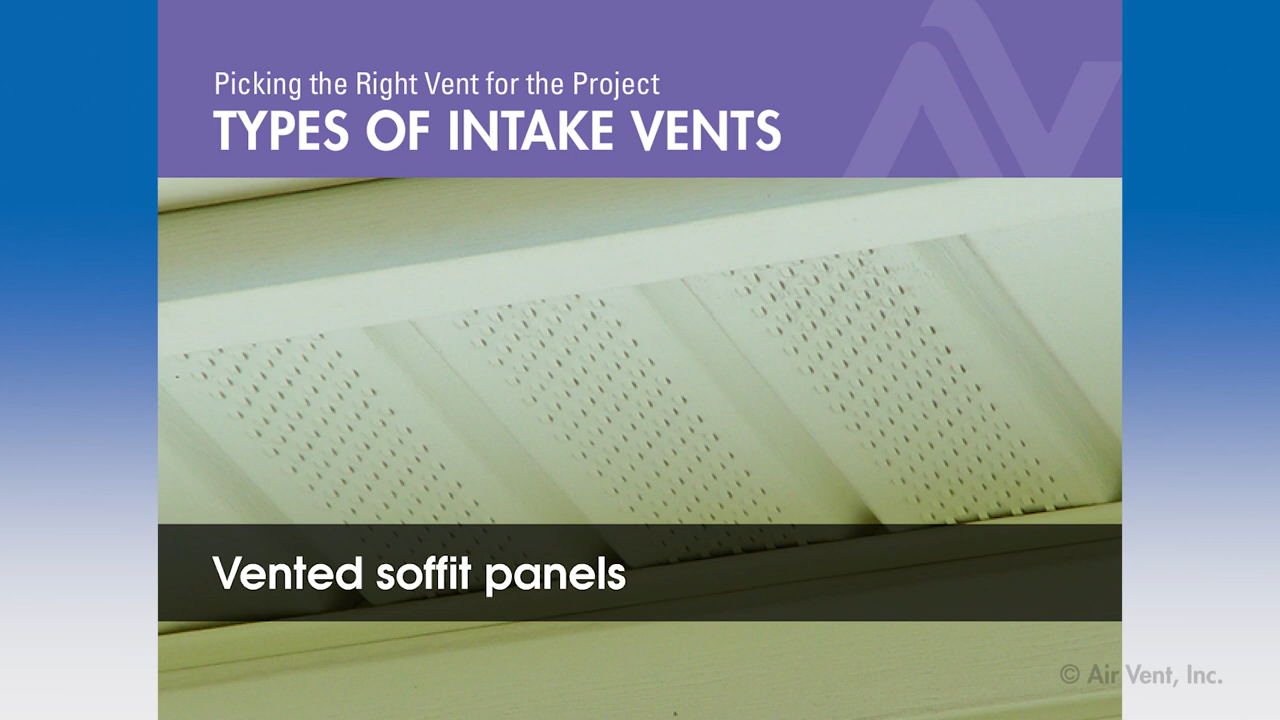 Picking the Right Vent for the Project
TYPES OF INTAKE VENTS
Vented soffit panels
© Air Vent, Inc.